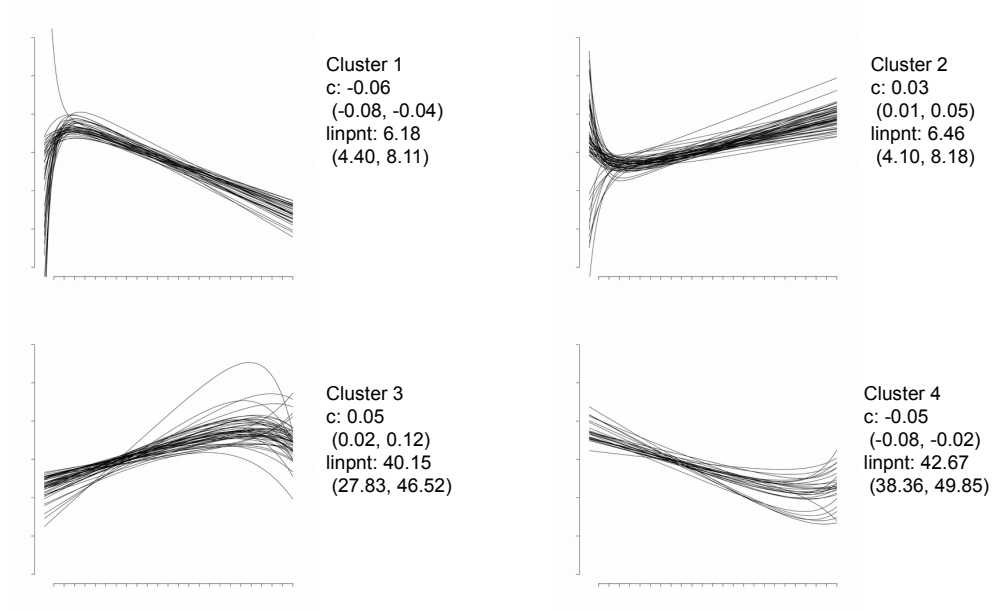 Cluster 1
c: -0.06
(-0.08, -0.04)
linpnt: 6.18
(4.40, 8.11)
Cluster 2
c: 0.03
(0.01, 0.05)
linpnt: 6.46
(4.10, 8.18)
Cluster 3
c: 0.05
(0.02, 0.12)
linpnt: 40.15
(27.83, 46.52)
Cluster 4
c: -0.05
(-0.08, -0.02)
linpnt: 42.67
(38.36, 49.85)